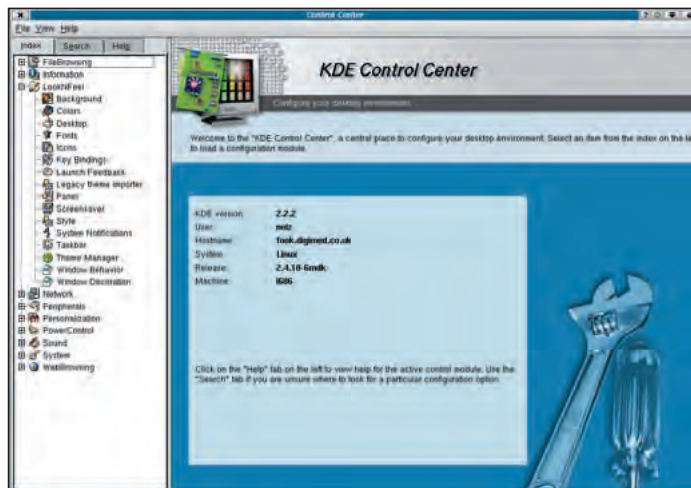 Control Center
File View Help
Index Search Help
FileBrowsing
Information
LookNFeel
Background
Colors
Desktop
Fonts
Icons
Key Bindings
Launch Feedback
Legacy theme importer
Panel
Screensaver
Style
System Notifications
Taskbar
Theme Manager
Window Behavior
Window Decoration
Network
Peripherals
Personalization
PowerControl
Sound
System
WebBrowsing
KDE Control Center
Configure your desktop environment.
Welcome to the "KDE Control Center", a central place to configure your desktop environment. Select an item from the index on the le
to load a configuration module.
KDE version: 2.2.2
User:
Hostname: fook.digimed.co.uk
System: Linux
Release: 2.4.18-6mdk
Machine: i686
Click on the "Help" tab on the left to view help for the active control module. Use the
"Search" tab if you are unsure where to look for a particular configuration option.